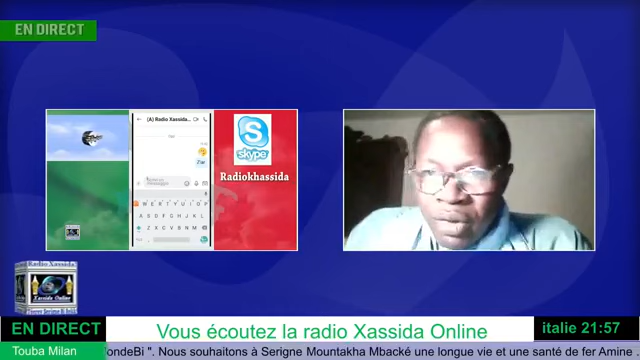 EN DIRECT
(A) Radio Xassida...
Ziar
S
skype
Radiokhassida
Q W E R T Y U I O P
A S D F G H J K L
Z X C V B N M
Radio Xassida
Xassida Online
EN DIRECT
Vous écoutez la radio Xassida Online
italie 21:57
Touba Milan
ondeBi ". Nous souhaitons à Serigne Mountakha Mbacké une longue vie et une santé de fer Amine